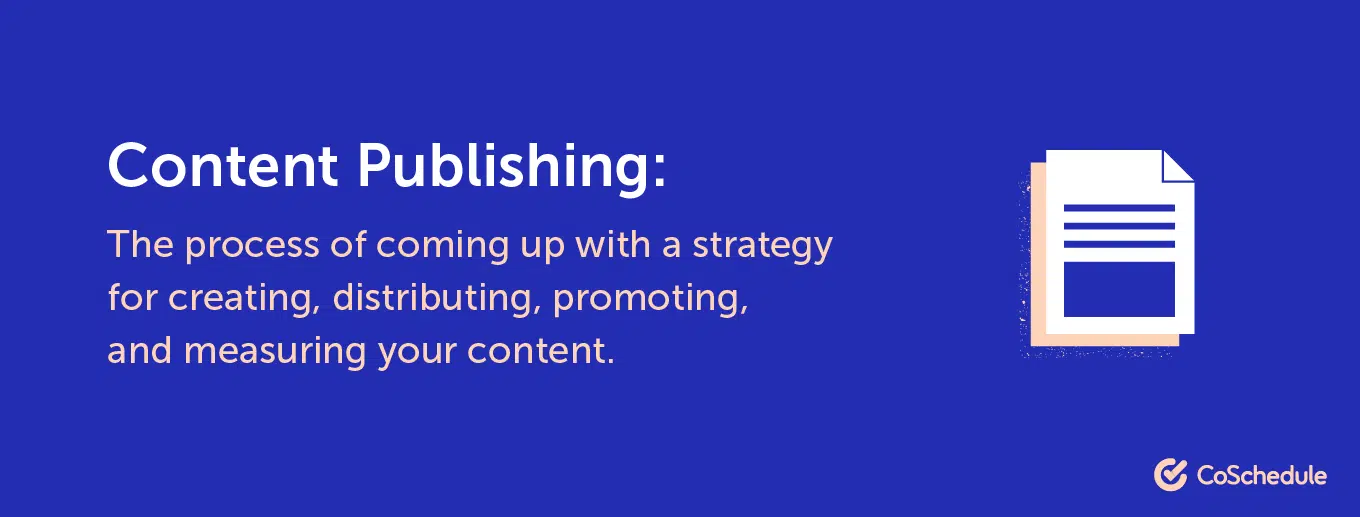 Content Publishing:
The process of coming up with a strategy
for creating, distributing, promoting,
and measuring your content.
CoSchedule